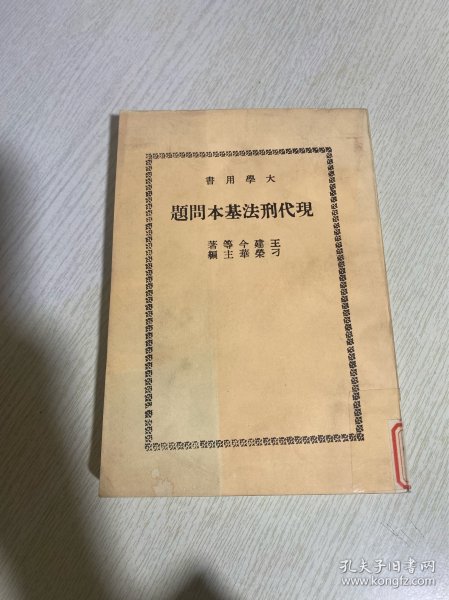 大學用書
現代刑法基本問題
王建今等著
刁榮華主編
孔夫子旧书网
www.kongfz.com